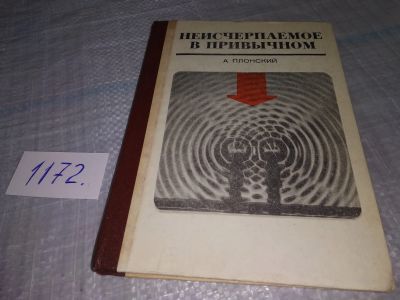 НЕИСЧЕРПАЕМОЕ
В ПРИВЫЧНОМ
А ПЛОНСКИЙ
1172.